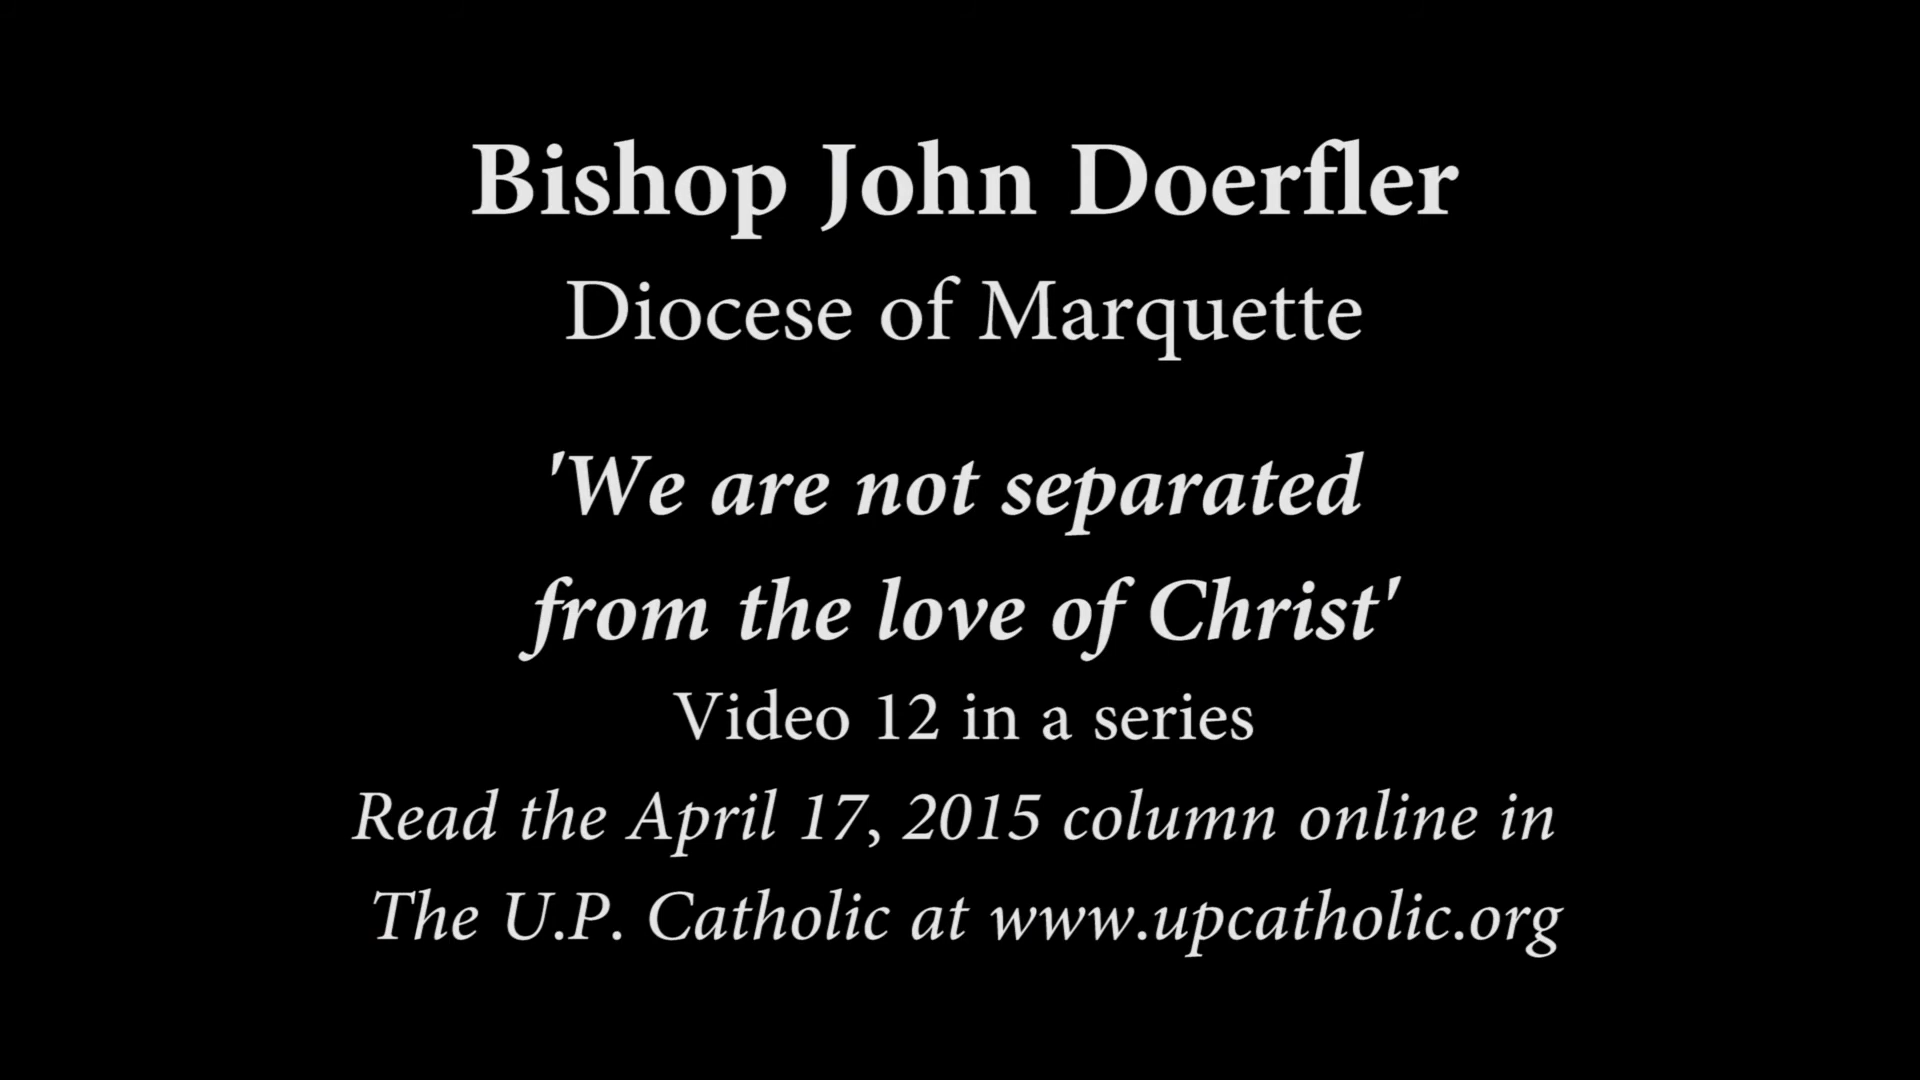 Bishop John Doerfler
Diocese of Marquette
'We are not separated
from the love of Christ'
Video 12 in a series
Read the April 17, 2015 column online in
The U.P. Catholic at www.upcatholic.org